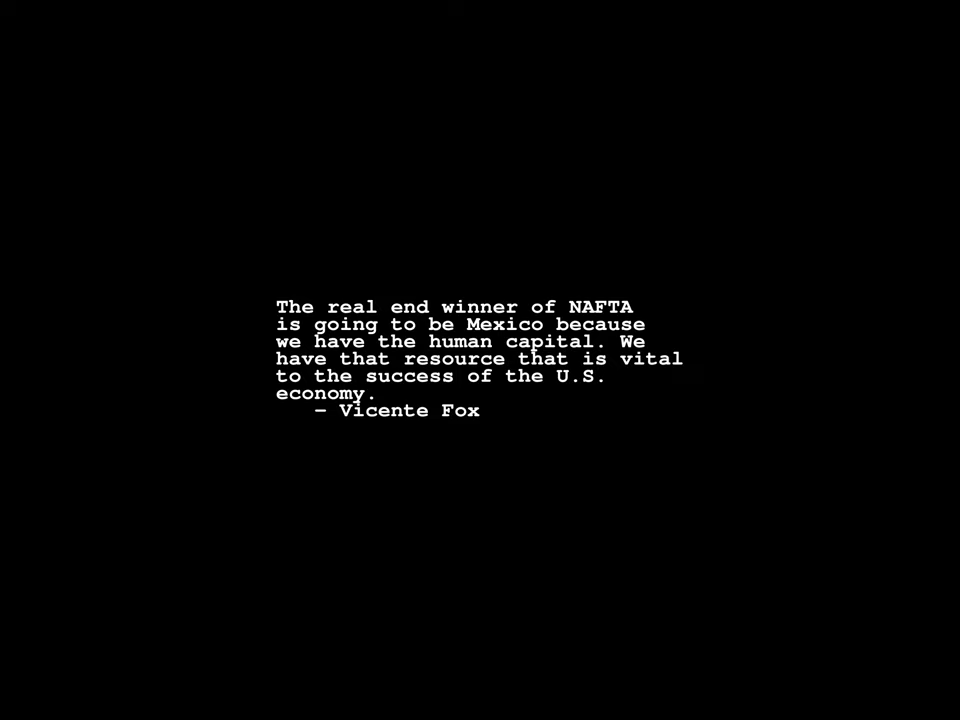 The real end winner of NAFTA
is going to be Mexico because
we have the human capital. We
have that resource that is vital
to the success of the U.S.
economy.
– Vicente Fox